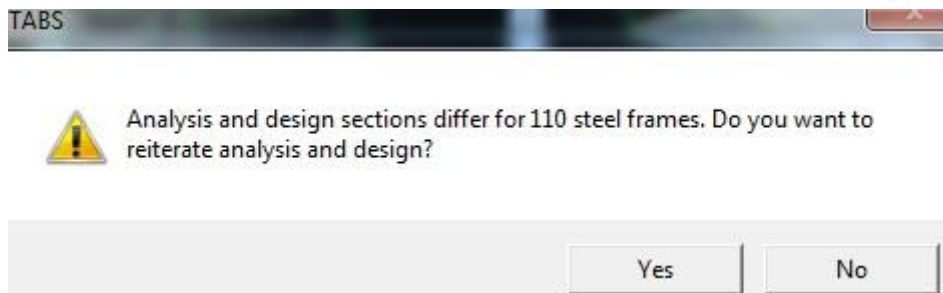 TABS
Analysis and design sections differ for 110 steel frames. Do you want to
reiterate analysis and design?
Yes
No